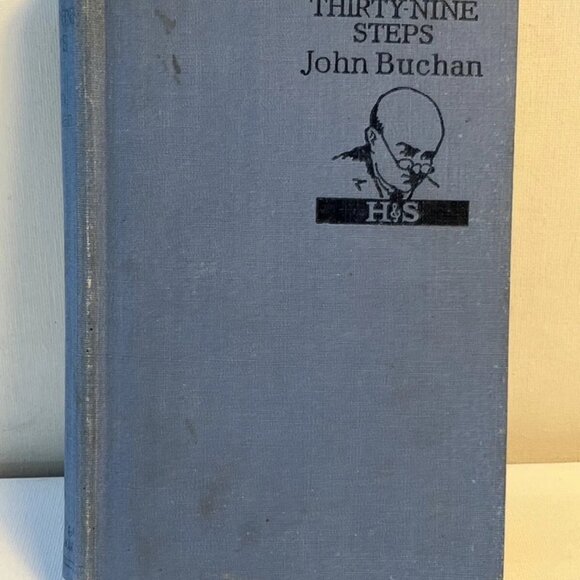 THIRTY-NINE
STEPS
John Buchan
H&S